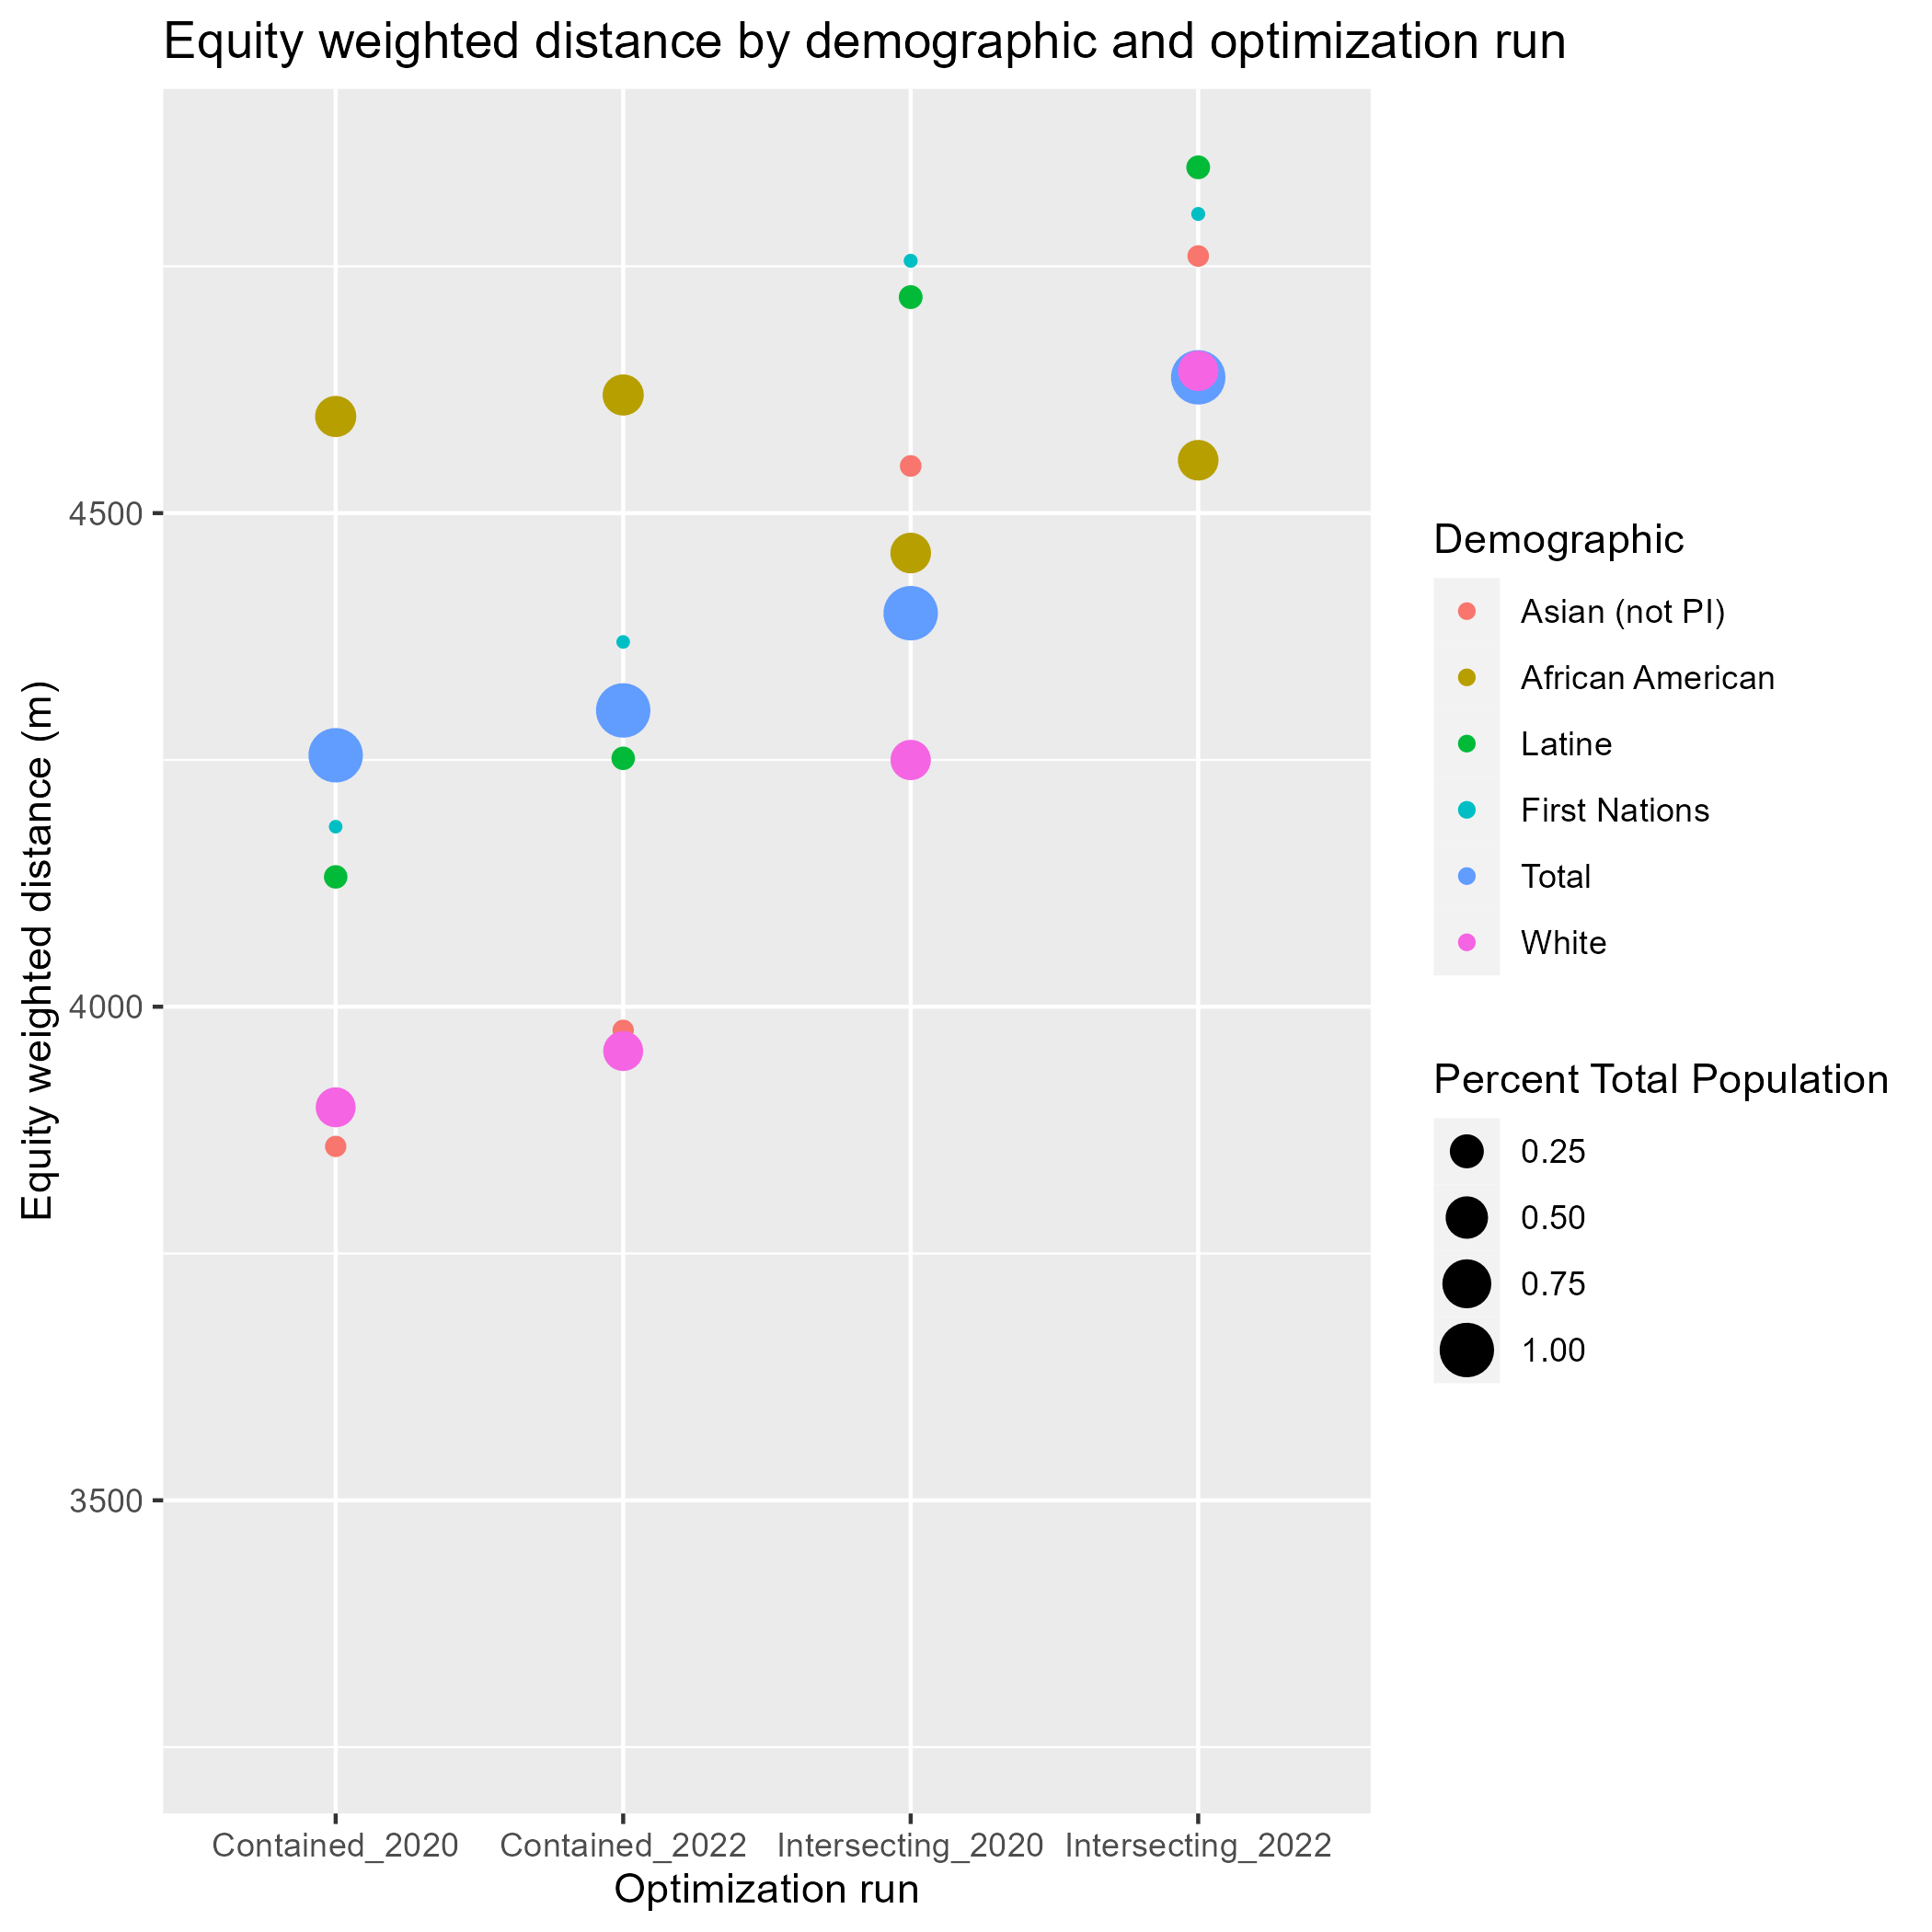 Equity weighted distance by demographic and optimization run
Equity weighted distance (m)
4500
4000
3500
Contained_2020
Contained_2022
Intersecting_2020
Intersecting_2022
Optimization run
Demographic
Asian (not PI)
African American
Latine
First Nations
Total
White
Percent Total Population
0.25
0.50
0.75
1.00